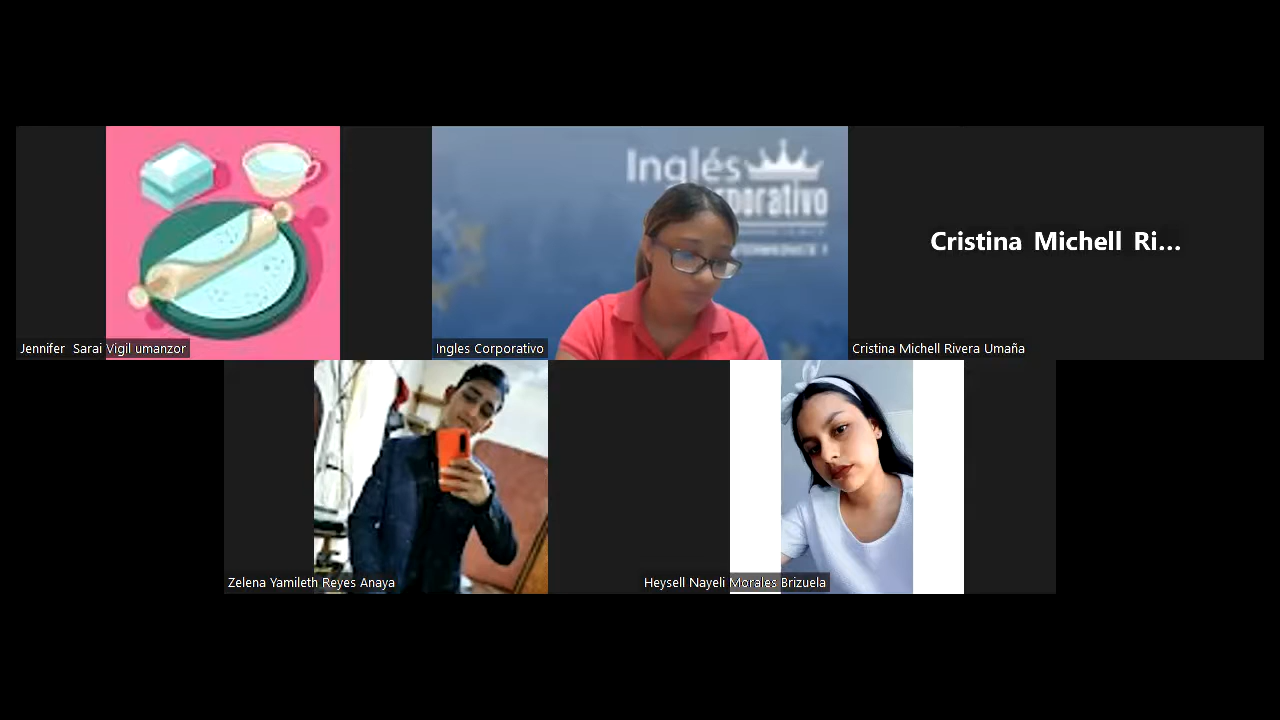 Inglés
porativo
Cristina Michell Ri...
Jennifer Sarai Vigil umanzor
Ingles Corporativo
Cristina Michell Rivera Umaña
Zelena Yamileth Reyes Anaya
Heysell Nayeli Morales Brizuela